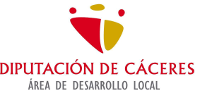 DIPUTACIÓN DE CÁCERES
ÁREA DE DESARROLLO LOCAL